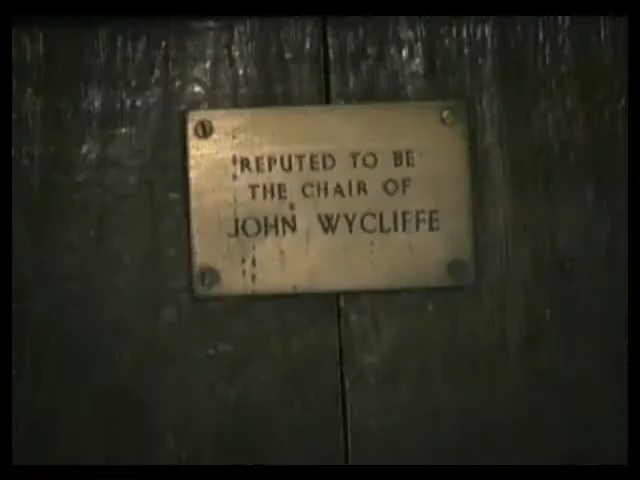 REPUTED TO BE
THE CHAIR OF
JOHN WYCLIFFE